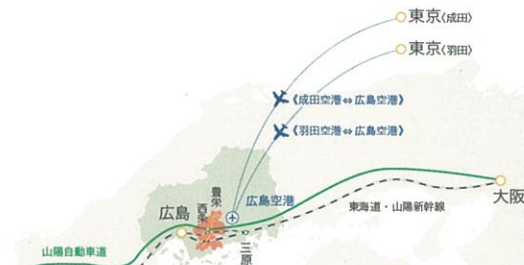 東京〈成田〉
東京〈羽田〉
《成田空港⇔広島空港》
《羽田空港⇔広島空港》
豊栄
西条
広島空港
広島
大阪
東海道・山陽新幹線
三原
山陽自動車道